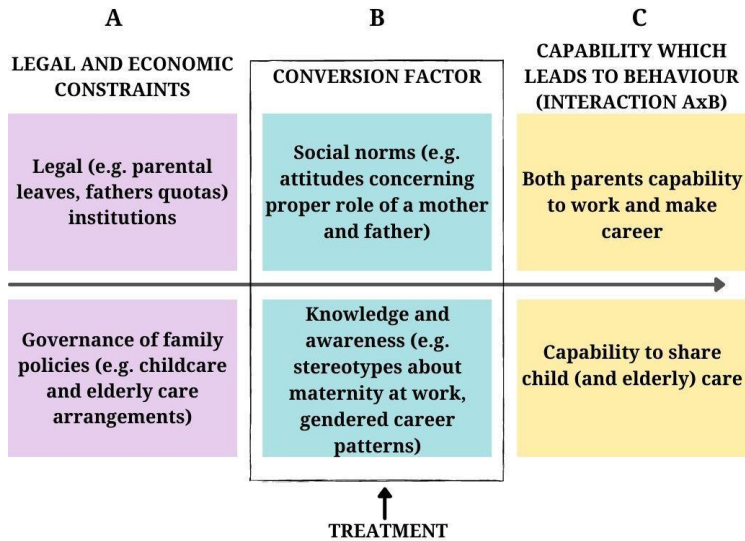 A
LEGAL AND ECONOMIC
CONSTRAINTS
Legal (e.g. parental
leaves, fathers quotas)
institutions
Governance of family
policies (e.g. childcare
and elderly care
arrangements)
B
CONVERSION FACTOR
Social norms (e.g.
attitudes concerning
proper role of a mother
and father)
Knowledge and
awareness (e.g.
stereotypes about
maternity at work,
gendered career
patterns)
TREATMENT
C
CAPABILITY WHICH
LEADS TO BEHAVIOUR
(INTERACTION AxB)
Both parents capability
to work and make
career
Capability to share
child (and elderly) care